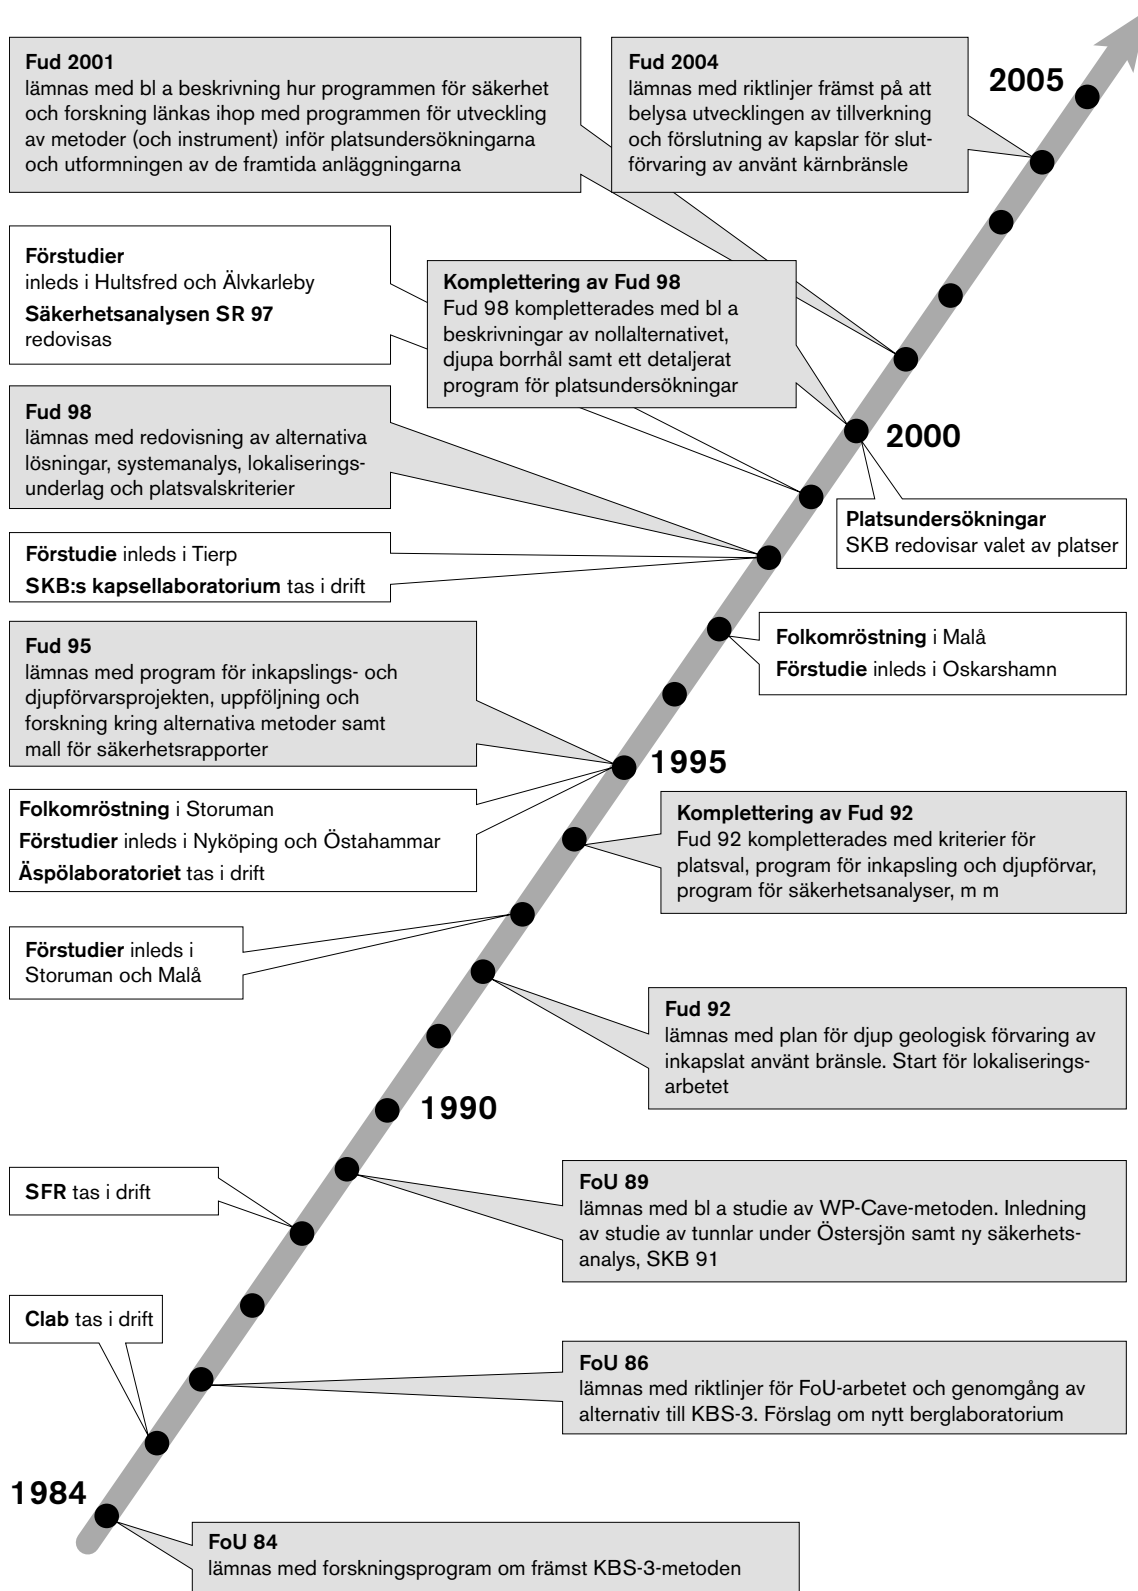 Fud 2001
lämnas med bl a beskrivning hur programmen för säkerhet
och forskning länkas ihop med programmen för utveckling
av metoder (och instrument) inför platsundersökningarna
och utformningen av de framtida anläggningarna
Fud 2004
lämnas med riktlinjer främst på att
belysa utvecklingen av tillverkning
och förslutning av kapslar för slut-
förvaring av använt kärnbränsle
2005
Förstudier
inleds i Hultsfred och Älvkarleby
Säkerhetsanalysen SR 97
redovisas
Komplettering av Fud 98
Fud 98 kompletterades med bl a
beskrivningar av nollalternativet,
djupa borrhål samt ett detaljerat
program för platsundersökningar
Fud 98
lämnas med redovisning av alternativa
lösningar, systemanalys, lokaliserings-
underlag och platsvalskriterier
2000
Platsundersökningar
SKB redovisar valet av platser
Förstudie inleds i Tierp
SKB:s kapsellaboratorium tas i drift
Folkomröstning i Malå
Förstudie inleds i Oskarshamn
Fud 95
lämnas med program för inkapslings- och
djupförvarsprojekten, uppföljning och
forskning kring alternativa metoder samt
mall för säkerhetsrapporter
1995
Folkomröstning i Storuman
Förstudier inleds i Nyköping och Östahammar
Äspölaboratoriet tas i drift
Komplettering av Fud 92
Fud 92 kompletterades med kriterier för
platsval, program för inkapsling och djupförvar,
program för säkerhetsanalyser, m m
Förstudier inleds i
Storuman och Malå
Fud 92
lämnas med plan för djup geologisk förvaring av
inkapslat använt bränsle. Start för lokaliserings-
arbetet
1990
SFR tas i drift
FoU 89
lämnas med bl a studie av WP-Cave-metoden. Inledning
av studie av tunnlar under Östersjön samt ny säkerhets-
analys, SKB 91
Clab tas i drift
FoU 86
lämnas med riktlinjer för FoU-arbetet och genomgång av
alternativ till KBS-3. Förslag om nytt berglaboratorium
1984
FoU 84
lämnas med forskningsprogram om främst KBS-3-metoden